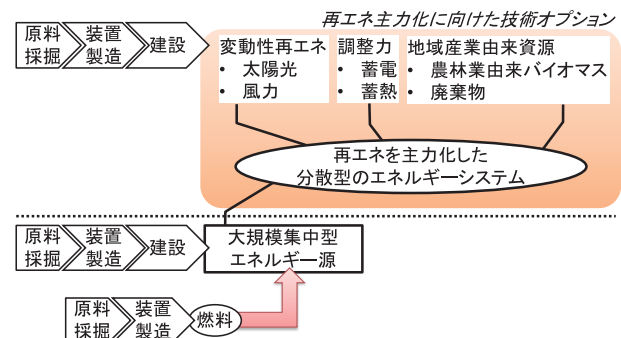 再エネ主力化に向けた技術オプション
原料
採掘
装置
製造
建設
変動性再エネ
• 太陽光
• 風力
調整力
• 蓄電
• 蓄熱
地域産業由来資源
• 農林業由来バイオマス
• 廃棄物
再エネを主力化した
分散型のエネルギーシステム
原料
採掘
装置
製造
建設
大規模集中型
エネルギー源
原料
採掘
装置
製造
燃料